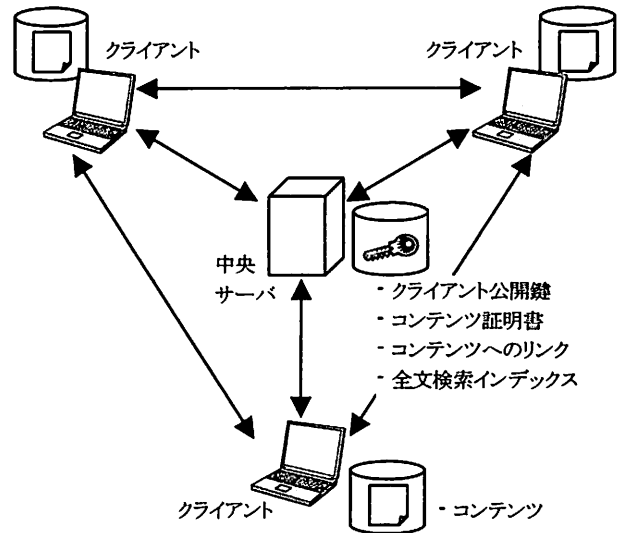 クライアント
クライアント
中央
サーバ
- クライアント公開鍵
- コンテンツ証明書
- コンテンツへのリンク
- 全文検索インデックス
クライアント
- コンテンツ